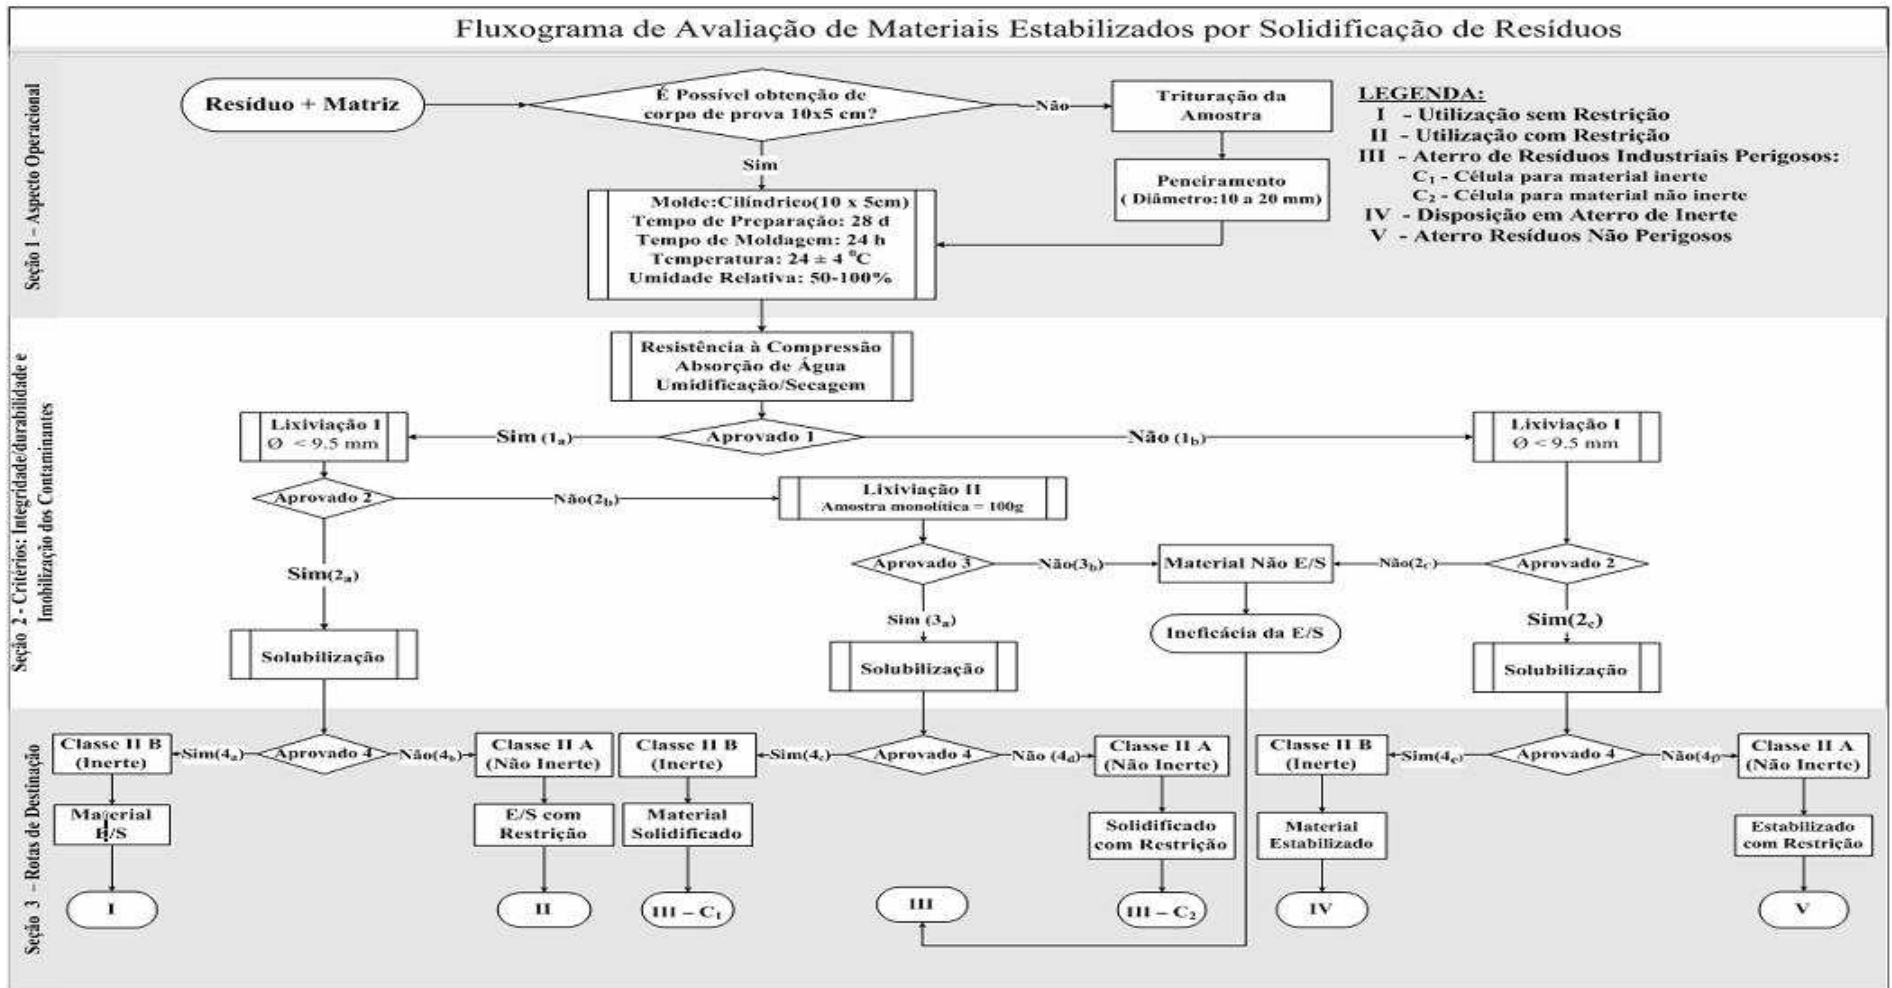 Fluxograma de Avaliação de Materiais Estabilizados por Solidificação de Resíduos
Seção 1 – Aspecto Operacional
Resíduo + Matriz
É Possível obtenção de
corpo de prova 10x5 cm?
Não
Trituração da
Amostra
Sim
Peneiramento
( Diâmetro:10 a 20 mm)
Molde:Cilíndrico(10 x 5cm)
Tempo de Preparação: 28 d
Tempo de Moldagem: 24 h
Temperatura: 24 ± 4 ⁰C
Umidade Relativa: 50-100%
LEGENDA:
I - Utilização sem Restrição
II - Utilização com Restrição
III - Aterro de Resíduos Industriais Perigosos:
C₁ - Célula para material inerte
C₂ - Célula para material não inerte
IV - Disposição em Aterro de Inerte
V - Aterro Resíduos Não Perigosos
Seção 2 - Critérios: Integridade/durabilidade e
Imobilização dos Contaminantes
Resistência à Compressão
Absorção de Água
Umidificação/Secagem
Lixiviação I
Ø < 9.5 mm
Sim (1ₐ)
Aprovado 1
Não (1b)
Lixiviação I
Ø < 9.5 mm
Aprovado 2
Não(2b)
Lixiviação II
Amostra monolítica = 100g
Sim(2ₐ)
Aprovado 3
Não(3b)
Material Não E/S
Não(2c)
Aprovado 2
Sim (3ₐ)
Ineficácia da E/S
Sim(2c)
Solubilização
Solubilização
Solubilização
Seção 3 – Rotas de Destinação
Classe II B
(Inerte)
Sim(4ₐ)
Aprovado 4
Não(4b)
Classe II A
(Não Inerte)
Classe II B
(Inerte)
Sim(4c)
Aprovado 4
Não (4d)
Classe II A
(Não Inerte)
Classe II B
(Inerte)
Sim(4e)
Aprovado 4
Não(4f)
Classe II A
(Não Inerte)
Material
E/S
E/S com
Restrição
Material
Solidificado
Solidificado
com Restrição
Material
Estabilizado
Estabilizado
com Restrição
I
II
III – C₁
III
III – C₂
IV
V